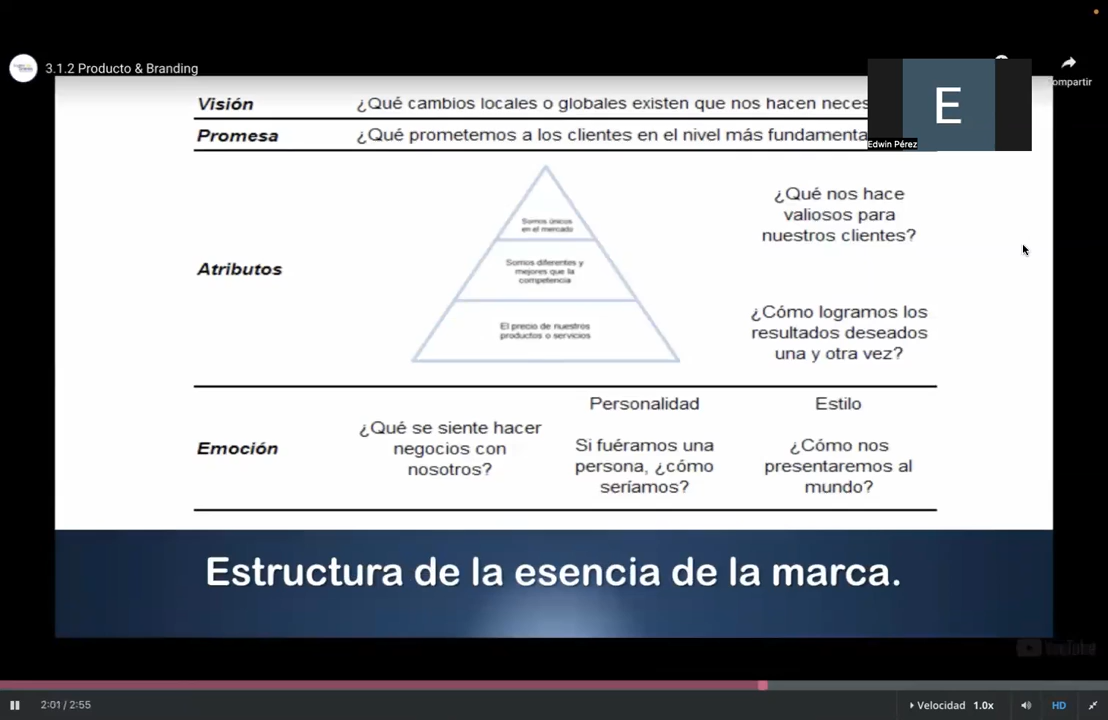 3.1.2 Producto & Branding
ompartir
Edwin Pérez
E
Visión
¿Qué cambios locales o globales existen que nos hacen neces
Promesa
¿Qué prometemos a los clientes en el nivel más fundamenta
Atributos
Somos únicos
en el mercado
Somos diferentes y
mejores que la
competencia
El precio de nuestros
productos o servicios
¿Qué nos hace
valiosos para
nuestros clientes?
¿Cómo logramos los
resultados deseados
una y otra vez?
Emoción
¿Qué se siente hacer
negocios con
nosotros?
Personalidad
Si fuéramos una
persona, ¿cómo
seríamos?
Estilo
¿Cómo nos
presentaremos al
mundo?
Estructura de la esencia de la marca.
YouTube
2:01 / 2:55
Velocidad 1.0x
HD